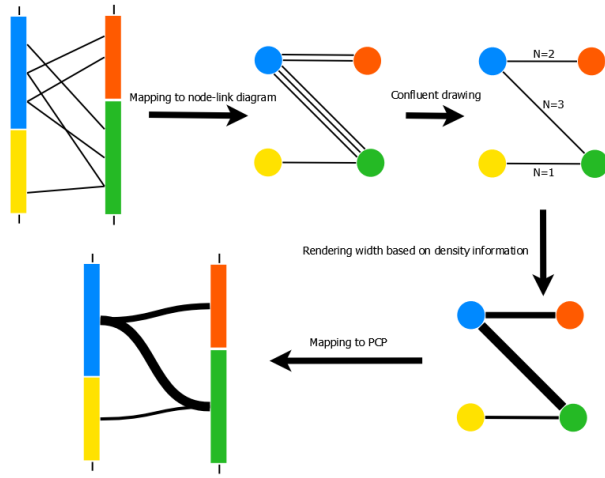 Mapping to node-link diagram
Confluent drawing
N=2
N=3
N=1
Rendering width based on density information
Mapping to PCP